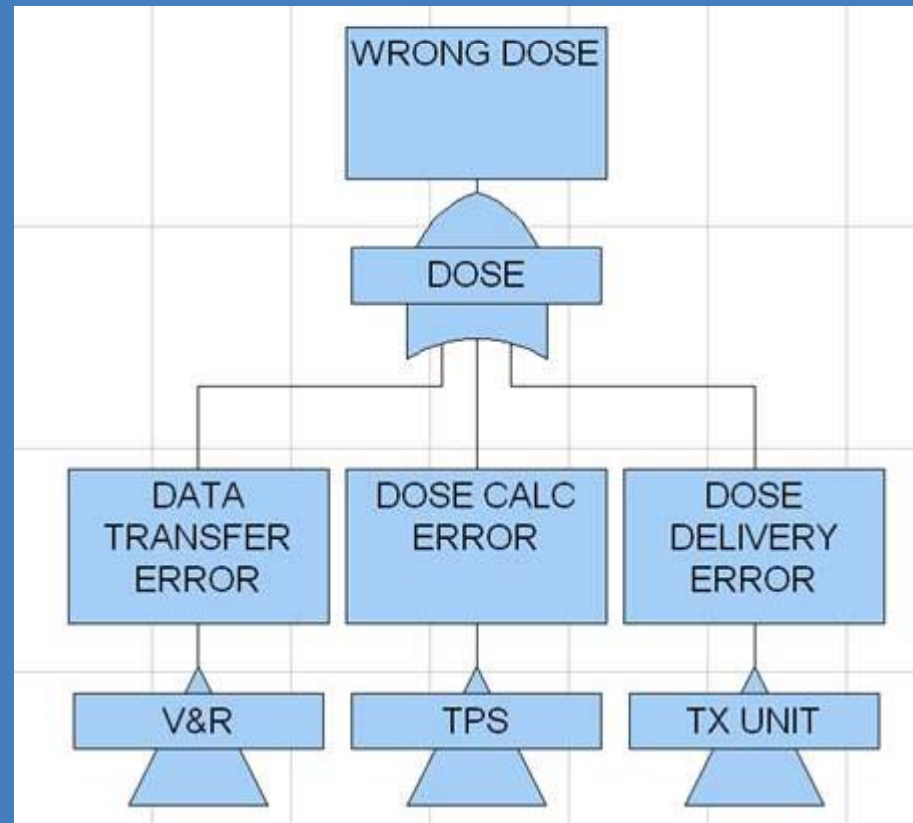 WRONG DOSE
DOSE
DATA
TRANSFER
ERROR
DOSE CALC
ERROR
DOSE
DELIVERY
ERROR
V&R
TPS
TX UNIT